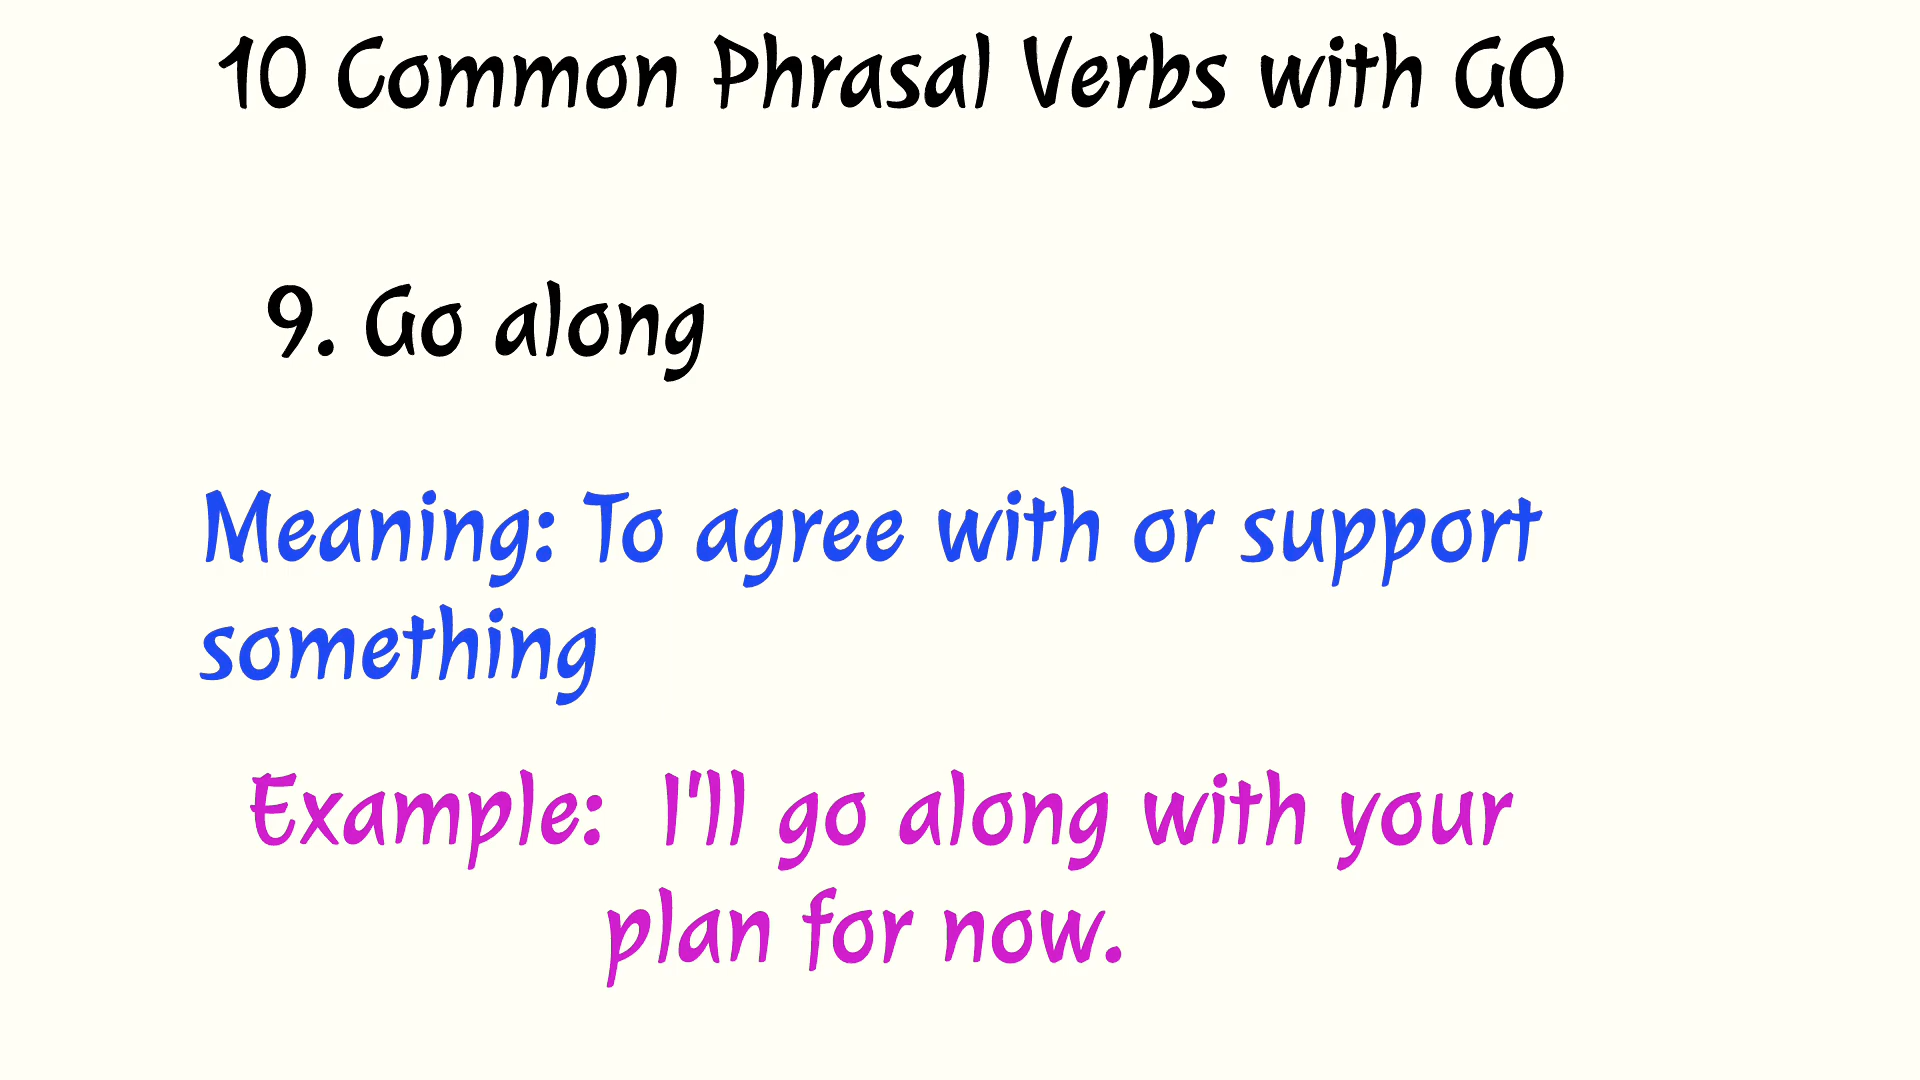 10 Common Phrasal Verbs with GO
9. Go along
Meaning: To agree with or support
something
Example: I'll go along with your
plan for now.